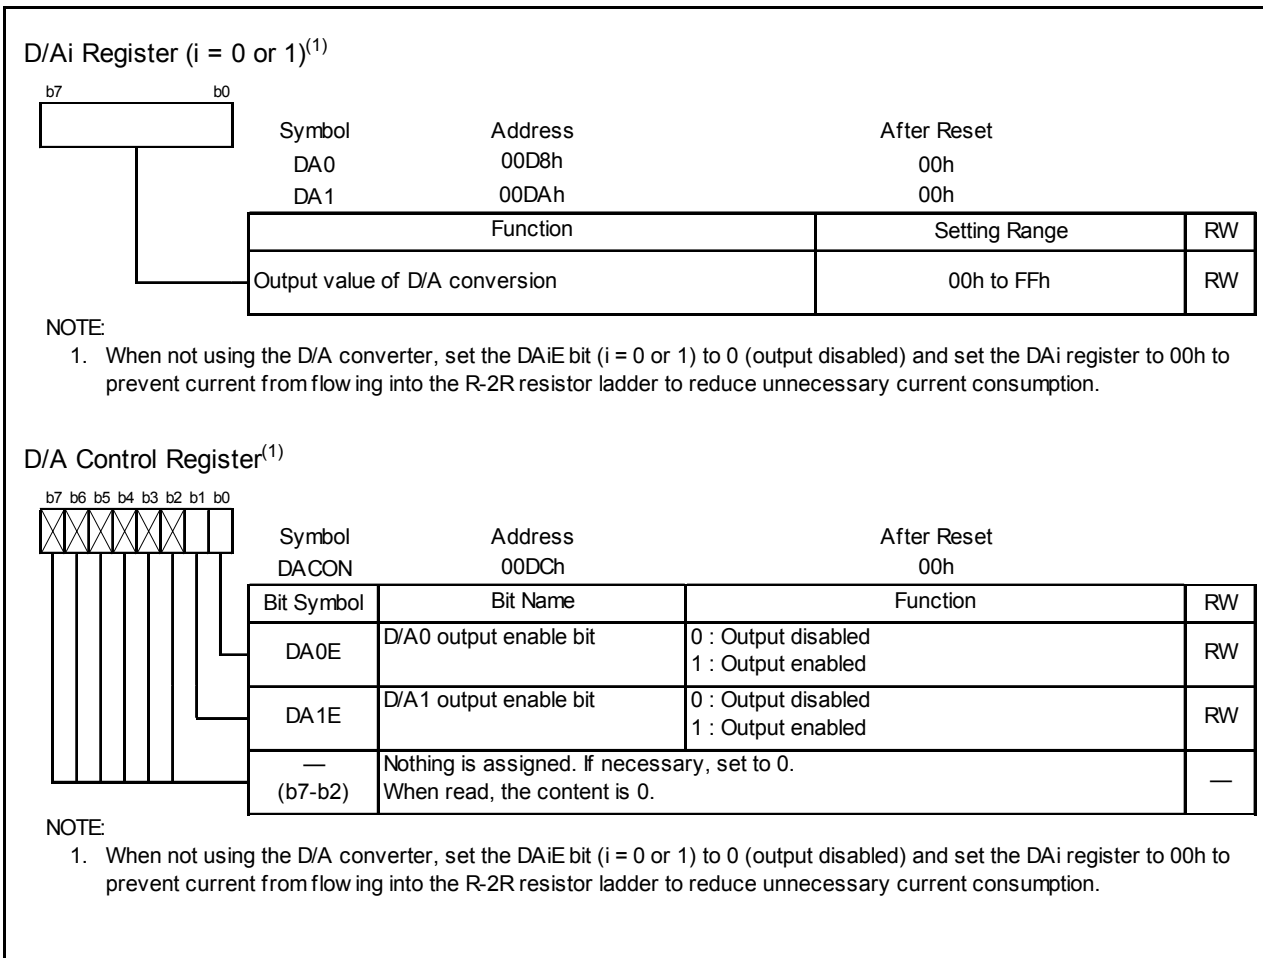 D/Ai Register (i = 0 or 1)(1)
b7 b0
Symbol Address After Reset
DA0 00D8h 00h
DA1 00DAh 00h
Function Setting Range RW
Output value of D/A conversion 00h to FFh RW
NOTE:
1. When not using the D/A converter, set the DAiE bit (i = 0 or 1) to 0 (output disabled) and set the DAi register to 00h to
prevent current from flowing into the R-2R resistor ladder to reduce unnecessary current consumption.
D/A Control Register(1)
b7 b6 b5 b4 b3 b2 b1 b0
Symbol Address After Reset
DACON 00DCh 00h
Bit Symbol Bit Name Function RW
DA0E D/A0 output enable bit 0 : Output disabled RW
1 : Output enabled
DA1E D/A1 output enable bit 0 : Output disabled RW
1 : Output enabled
— Nothing is assigned. If necessary, set to 0. —
(b7-b2) When read, the content is 0.
NOTE:
1. When not using the D/A converter, set the DAiE bit (i = 0 or 1) to 0 (output disabled) and set the DAi register to 00h to
prevent current from flowing into the R-2R resistor ladder to reduce unnecessary current consumption.